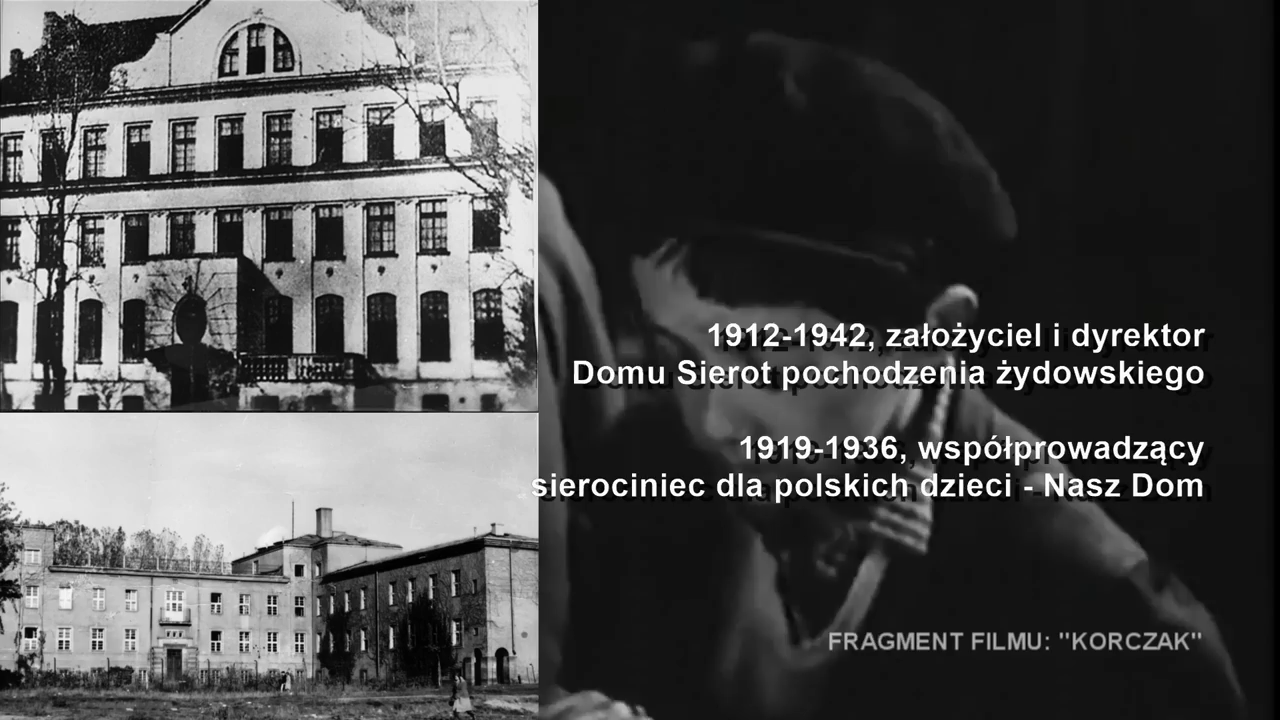 1912-1942, założyciel i dyrektor
Domu Sierot pochodzenia żydowskiego
1919-1936, współprowadzący
sierociniec dla polskich dzieci - Nasz Dom
FRAGMENT FILMU: "KORCZAK"